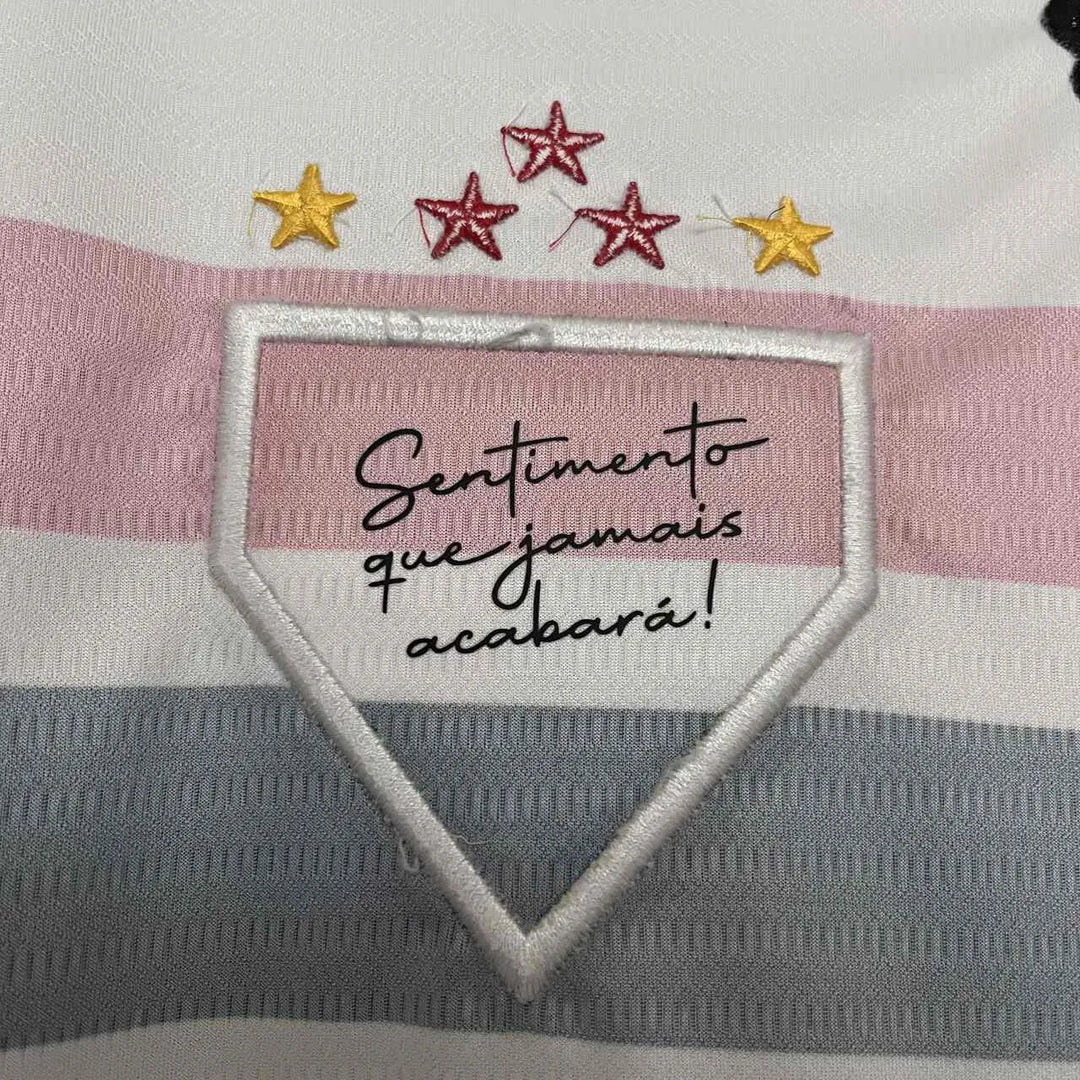 Sentimento
que jamais
acabará!